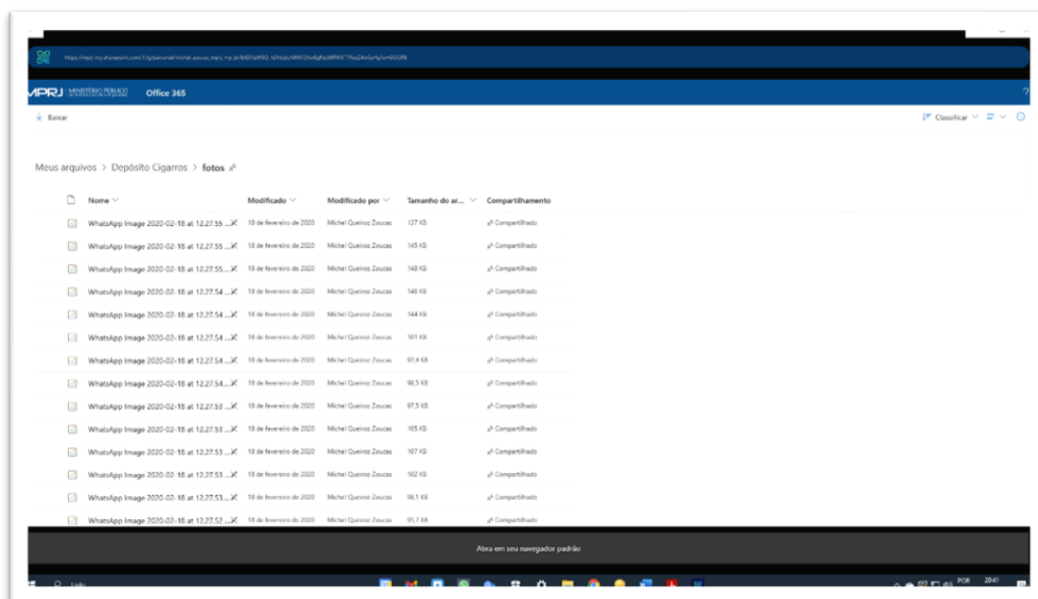 MPRJ MINISTÉRIO PÚBLICO Office 365 ?
Baixar Classificar
Meus arquivos > Depósito Cigarros > fotos
Nome Modificado Modificado por Tamanho do ar... Compartilhamento
WhatsApp Image 2020-02-18 at 12.27.55 ... 18 de fevereiro de 2020 Michel Queiroz Zoucas 137 KB Compartilhado
WhatsApp Image 2020-02-18 at 12.27.55 ... 18 de fevereiro de 2020 Michel Queiroz Zoucas 145 KB Compartilhado
WhatsApp Image 2020-02-18 at 12.27.55... 18 de fevereiro de 2020 Michel Queiroz Zoucas 148 KB Compartilhado
WhatsApp Image 2020-02-18 at 12.27.54 ... 18 de fevereiro de 2020 Michel Queiroz Zoucas 146 KB Compartilhado
WhatsApp Image 2020-02-18 at 12.27.54 ... 18 de fevereiro de 2020 Michel Queiroz Zoucas 144 KB Compartilhado
WhatsApp Image 2020-02-18 at 12.27.54 ... 18 de fevereiro de 2020 Michel Queiroz Zoucas 101 KB Compartilhado
WhatsApp Image 2020-02-18 at 12.27.54 ... 18 de fevereiro de 2020 Michel Queiroz Zoucas 97,4 KB Compartilhado
WhatsApp Image 2020-02-18 at 12.27.54... 18 de fevereiro de 2020 Michel Queiroz Zoucas 98,5 KB Compartilhado
WhatsApp Image 2020-02-18 at 12.27.53 ... 18 de fevereiro de 2020 Michel Queiroz Zoucas 97,5 KB Compartilhado
WhatsApp Image 2020-02-18 at 12.27.53 ... 18 de fevereiro de 2020 Michel Queiroz Zoucas 105 KB Compartilhado
WhatsApp Image 2020-02-18 at 12.27.53 ... 18 de fevereiro de 2020 Michel Queiroz Zoucas 107 KB Compartilhado
WhatsApp Image 2020-02-18 at 12.27.53 ... 18 de fevereiro de 2020 Michel Queiroz Zoucas 102 KB Compartilhado
WhatsApp Image 2020-02-18 at 12.27.53... 18 de fevereiro de 2020 Michel Queiroz Zoucas 98,1 KB Compartilhado
WhatsApp Image 2020-02-18 at 12.27.52 ... 18 de fevereiro de 2020 Michel Queiroz Zoucas 91,7 KB Compartilhado
Abra em seu navegador padrão
POR 20:41